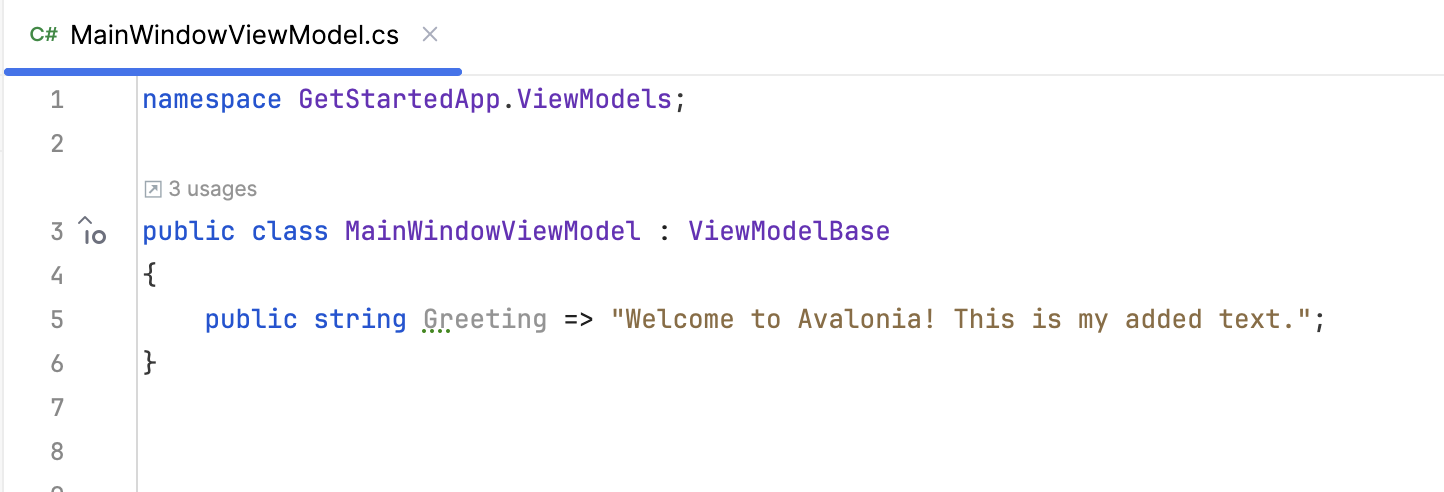 C# MainWindowViewModel.cs ×
1 namespace GetStartedApp.ViewModels;
2
3 usages
3 public class MainWindowViewModel : ViewModelBase
4 {
5     public string Greeting => "Welcome to Avalonia! This is my added text.";
6 }
7
8